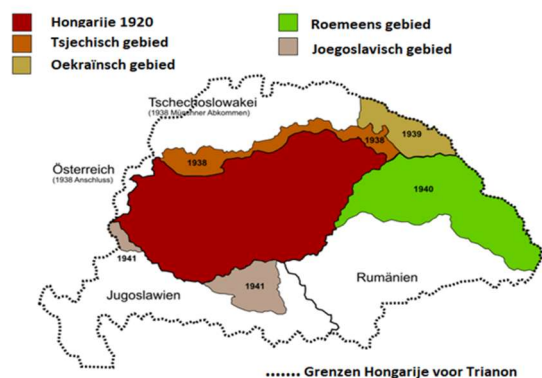 Hongarije 1920
Tsjechisch gebied
Oekraïnsch gebied
Roemeens gebied
Joegoslavisch gebied
Tschechoslowakei
(1938 Münchner Abkommen)
1938
1938
1939
Österreich
(1938 Anschluss)
1940
1941
1941
Jugoslawien
Rumänien
Grenzen Hongarije voor Trianon